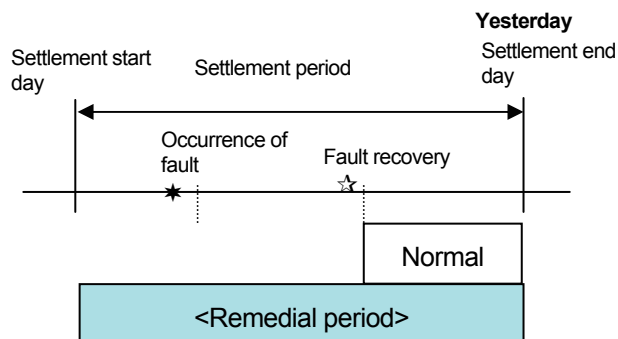 Yesterday
Settlement start
day
Settlement period
Settlement end
day
Occurrence of
fault
Fault recovery
Normal
<Remedial period>